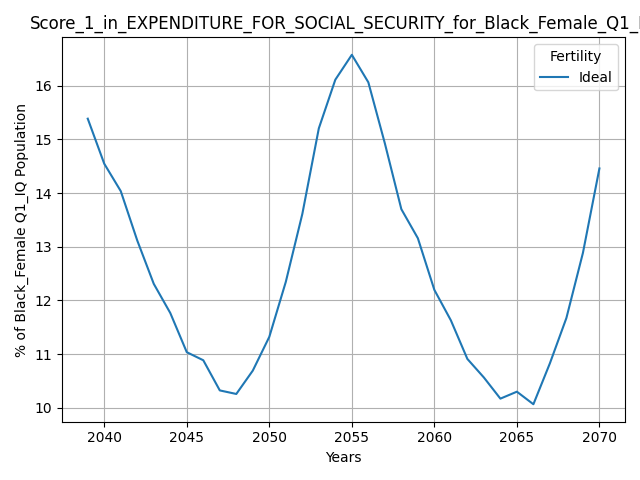 Score_1_in_EXPENDITURE_FOR_SOCIAL_SECURITY_for_Black_Female_Q1_
Fertility
Ideal
% of Black_Female Q1_IQ Population
16
15
14
13
12
11
10
2040 2045 2050 2055 2060 2065 2070
Years